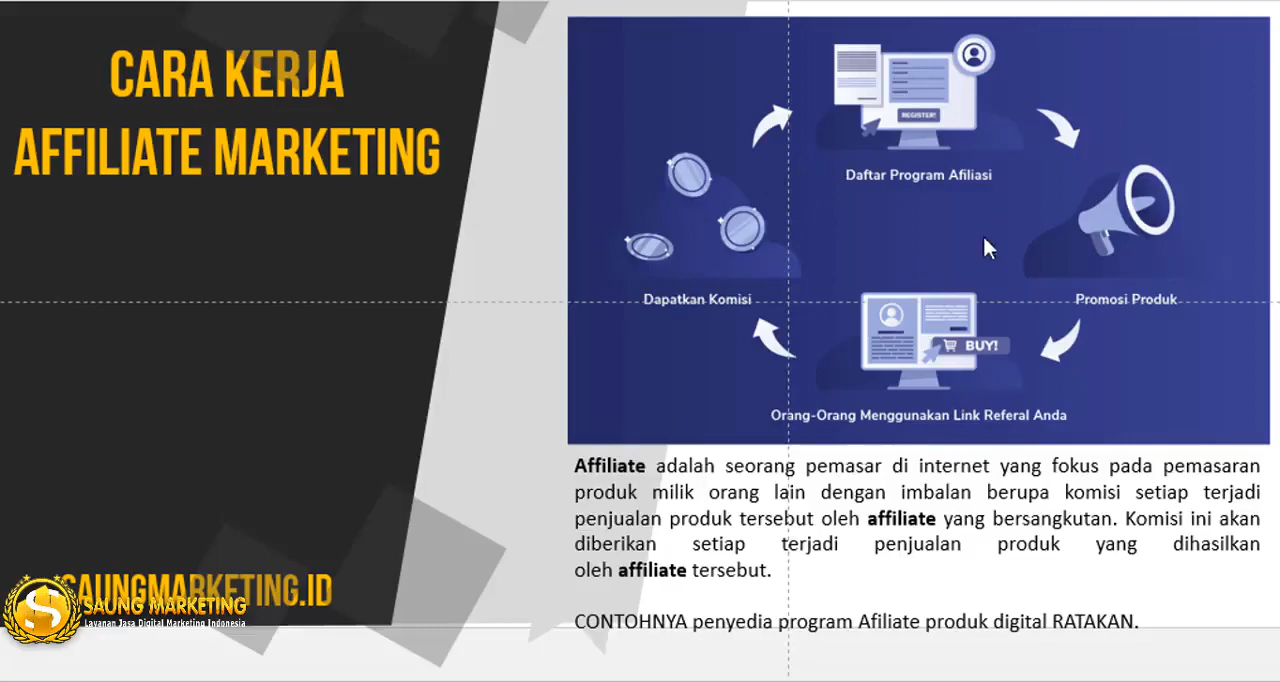 CARA KERJA
AFFILIATE MARKETING
REGISTER!
Daftar Program Afiliasi
Dapatkan Komisi
Promosi Produk
BUY!
Orang-Orang Menggunakan Link Referal Anda
Affiliate adalah seorang pemasar di internet yang fokus pada pemasaran
produk milik orang lain dengan imbalan berupa komisi setiap terjadi
penjualan produk tersebut oleh affiliate yang bersangkutan. Komisi ini akan
diberikan setiap terjadi penjualan produk yang dihasilkan
oleh affiliate tersebut.
CONTOHNYA penyedia program Afiliate produk digital RATAKAN.
SAUNGMARKETING.ID
SAUNG MARKETING
Layanan Jasa Digital Marketing Indonesia